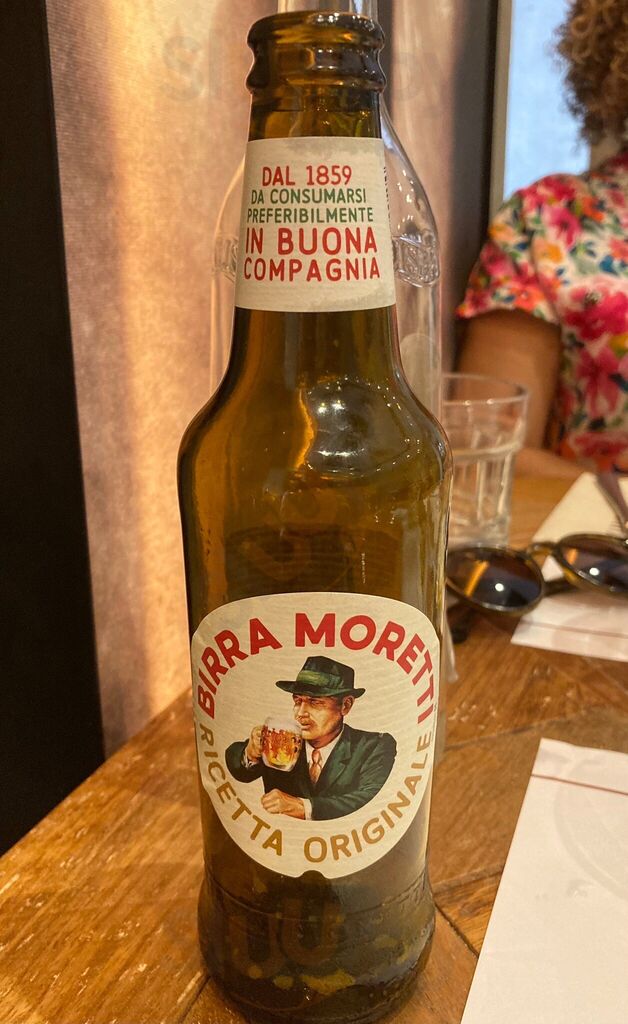 DAL 1859
DA CONSUMARSI
PREFERIBILMENTE
IN BUONA
COMPAGNIA
BIRRA MORETTI
RICETTA ORIGINALE